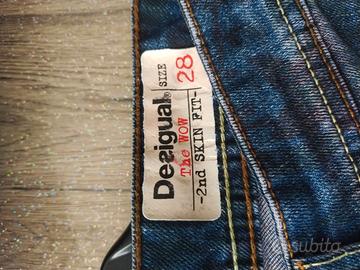 Desigual.
The WOW
-2nd SKIN FIT-
SIZE
28
subito